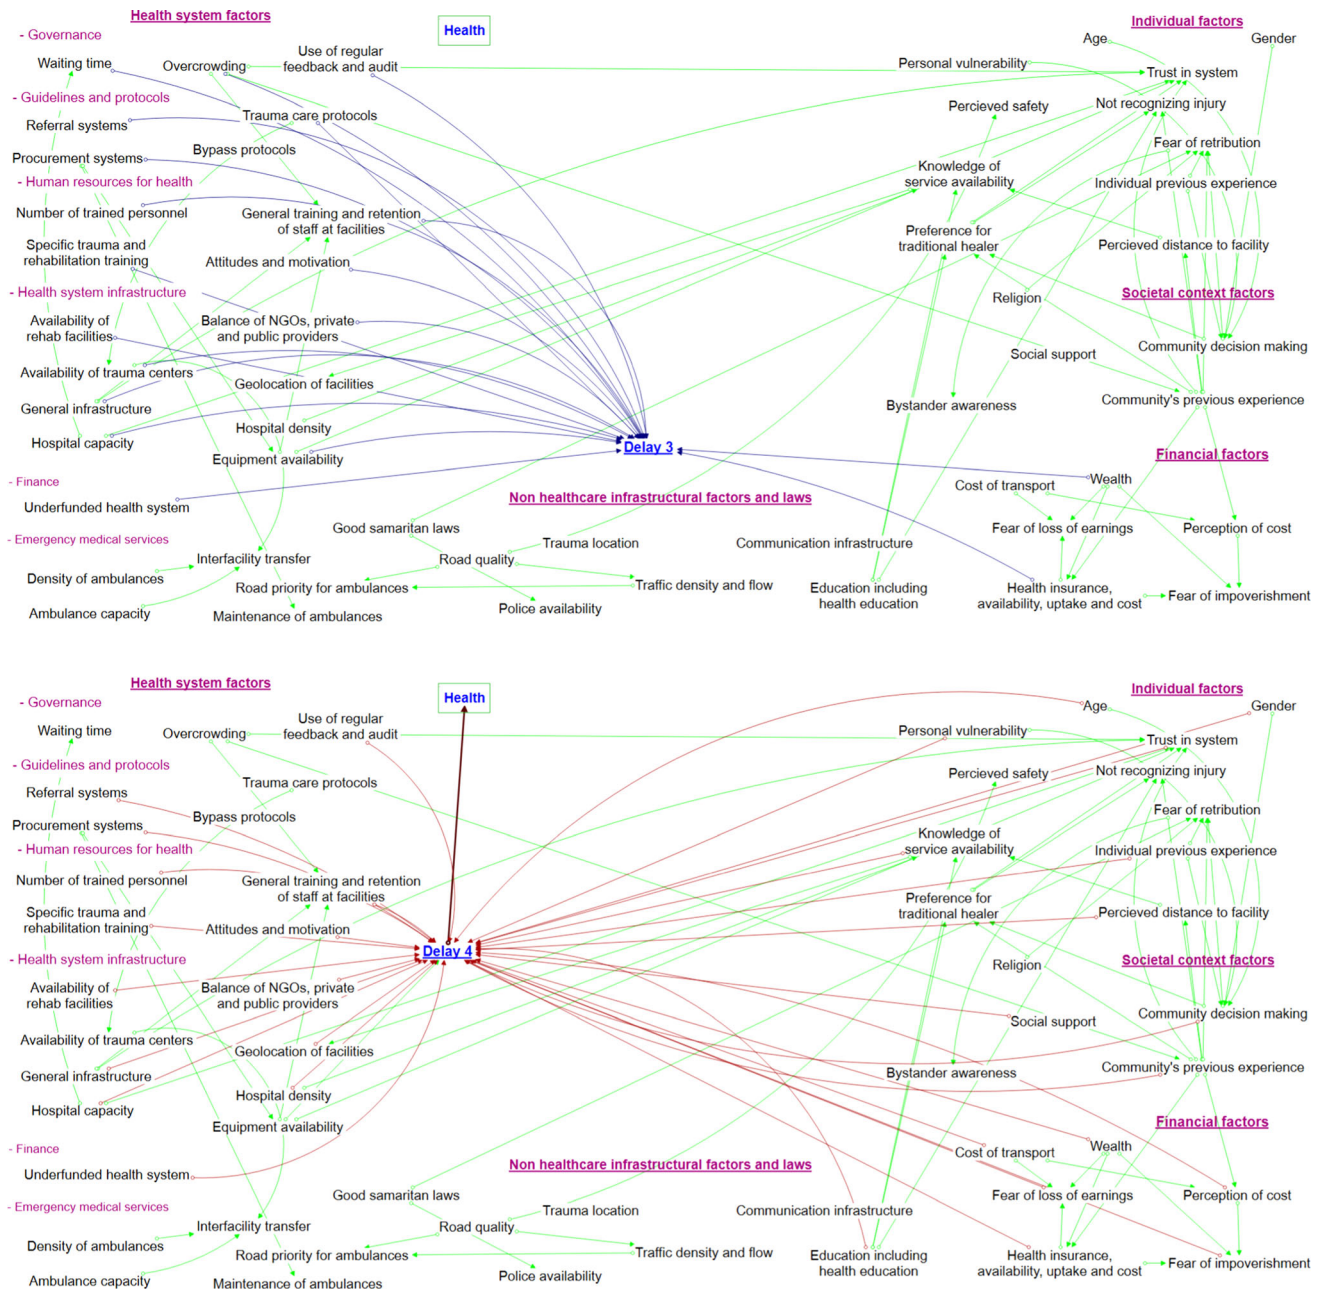 Health system factors
Individual factors
- Governance
Health
Age
Gender
Waiting time
Overcrowding
Use of regular
feedback and audit
Personal vulnerability
Trust in system
- Guidelines and protocols
Percieved safety
Not recognizing injury
Referral systems
Trauma care protocols
Fear of retribution
Procurement systems
Bypass protocols
Knowledge of
service availability
- Human resources for health
Individual previous experience
Number of trained personnel
General training and retention
of staff at facilities
Preference for
traditional healer
Specific trauma and
rehabilitation training
Attitudes and motivation
Percieved distance to facility
- Health system infrastructure
Religion
Societal context factors
Availability of
rehab facilities
Balance of NGOs, private
and public providers
Social support
Community decision making
Availability of trauma centers
Geolocation of facilities
General infrastructure
Bystander awareness
Community's previous experience
Hospital capacity
Hospital density
Delay 3
Equipment availability
Financial factors
- Finance
Cost of transport
Wealth
Underfunded health system
Non healthcare infrastructural factors and laws
Good samaritan laws
Fear of loss of earnings
Perception of cost
- Emergency medical services
Trauma location
Communication infrastructure
Interfacility transfer
Road quality
Density of ambulances
Road priority for ambulances
Traffic density and flow
Education including
health education
Health insurance,
availability, uptake and cost
Fear of impoverishment
Ambulance capacity
Maintenance of ambulances
Police availability
Health system factors
Individual factors
- Governance
Health
Age
Gender
Waiting time
Overcrowding
Use of regular
feedback and audit
Personal vulnerability
Trust in system
- Guidelines and protocols
Percieved safety
Not recognizing injury
Referral systems
Trauma care protocols
Fear of retribution
Procurement systems
Bypass protocols
Knowledge of
service availability
- Human resources for health
Individual previous experience
Number of trained personnel
General training and retention
of staff at facilities
Preference for
traditional healer
Specific trauma and
rehabilitation training
Attitudes and motivation
Percieved distance to facility
Delay 4
- Health system infrastructure
Religion
Societal context factors
Availability of
rehab facilities
Balance of NGOs, private
and public providers
Social support
Community decision making
Availability of trauma centers
Geolocation of facilities
General infrastructure
Bystander awareness
Community's previous experience
Hospital capacity
Hospital density
Equipment availability
Financial factors
- Finance
Cost of transport
Wealth
Underfunded health system
Non healthcare infrastructural factors and laws
Good samaritan laws
Fear of loss of earnings
Perception of cost
- Emergency medical services
Trauma location
Communication infrastructure
Interfacility transfer
Road quality
Density of ambulances
Road priority for ambulances
Traffic density and flow
Education including
health education
Health insurance,
availability, uptake and cost
Fear of impoverishment
Ambulance capacity
Maintenance of ambulances
Police availability